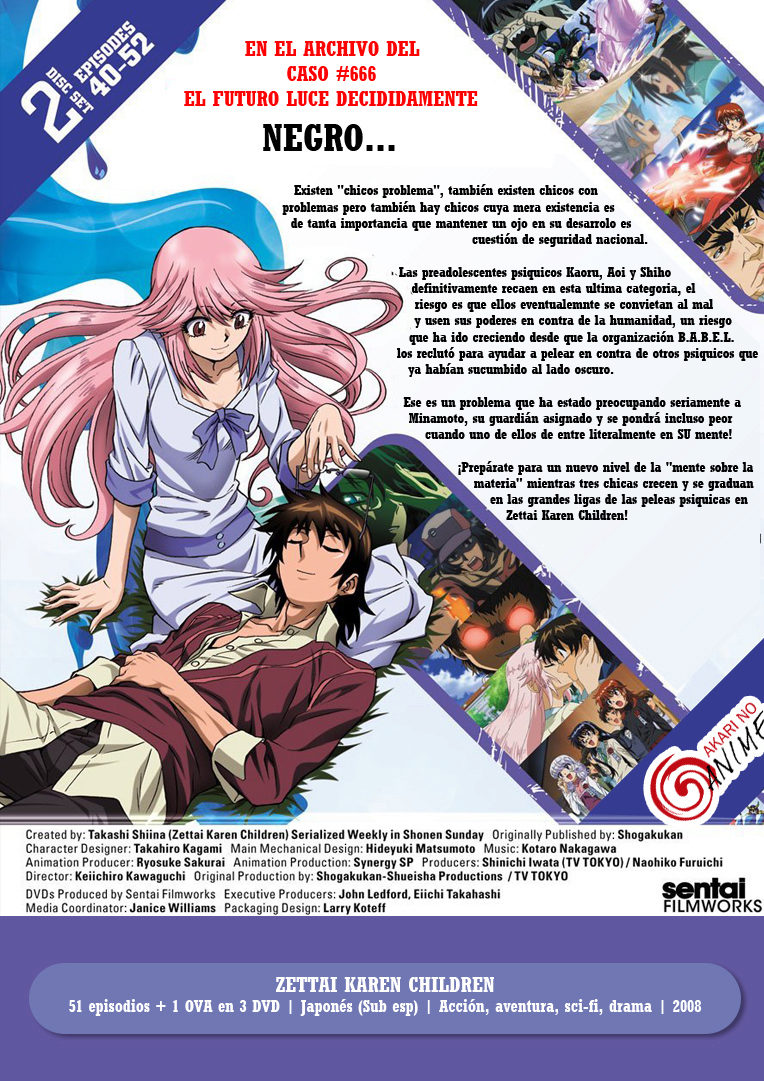 2 DISC SET EPISODES 40-52
EN EL ARCHIVO DEL
CASO #666
EL FUTURO LUCE DECIDIDAMENTE
NEGRO...
Existen "chicos problema", también existen chicos con
problemas pero también hay chicos cuya mera existencia es
de tanta importancia que mantener un ojo en su desarrolo es
cuestión de seguridad nacional.
Las preadolescentes psiquicos Kaoru, Aoi y Shiho
definitivamente recaen en esta ultima categoria, el
riesgo es que ellos eventualemnte se convietan al mal
y usen sus poderes en contra de la humanidad, un riesgo
que ha ido creciendo desde que la organización B.A.B.E.L.
los reclutó para ayudar a pelear en contra de otros psiquicos que
ya habían sucumbido al lado oscuro.
Ese es un problema que ha estado preocupando seriamente a
Minamoto, su guardián asignado y se pondrá incluso peor
cuando uno de ellos de entre literalmente en SU mente!
¡Prepárate para un nuevo nivel de la "mente sobre la
materia" mientras tres chicas crecen y se graduan
en las grandes ligas de las peleas psiquicas en
Zettai Karen Children!
AKARI NO
ANIME
Created by: Takashi Shiina (Zettai Karen Children) Serialized Weekly in Shonen Sunday Originally Published by: Shogakukan
Character Designer: Takahiro Kagami Main Mechanical Design: Hideyuki Matsumoto Music: Kotaro Nakagawa
Animation Producer: Ryosuke Sakurai Animation Production: Synergy SP Producers: Shinichi Iwata (TV TOKYO) / Naohiko Furuichi
Director: Keiichiro Kawaguchi Original Production by: Shogakukan-Shueisha Productions / TV TOKYO
DVDs Produced by Sentai Filmworks Executive Producers: John Ledford, Eiichi Takahashi
Media Coordinator: Janice Williams Packaging Design: Larry Koteff
sentai
FILMWORKS
ZETTAI KAREN CHILDREN
51 episodios + 1 OVA en 3 DVD | Japonés (Sub esp) | Acción, aventura, sci-fi, drama | 2008